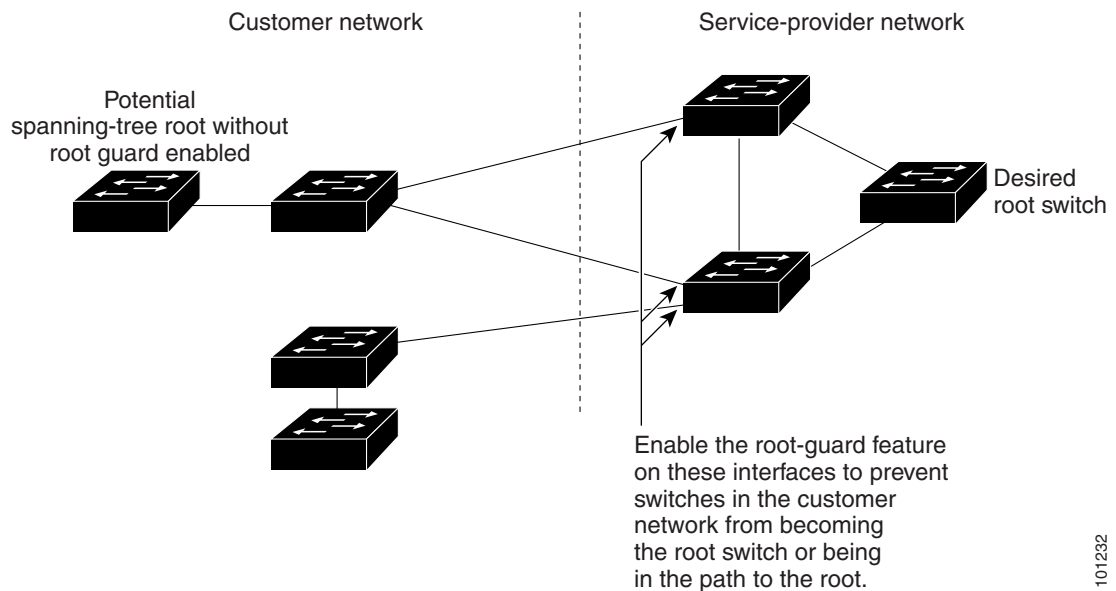 Customer network
Service-provider network
Potential
spanning-tree root without
root guard enabled
Desired
root switch
Enable the root-guard feature
on these interfaces to prevent
switches in the customer
network from becoming
the root switch or being
in the path to the root.
101232